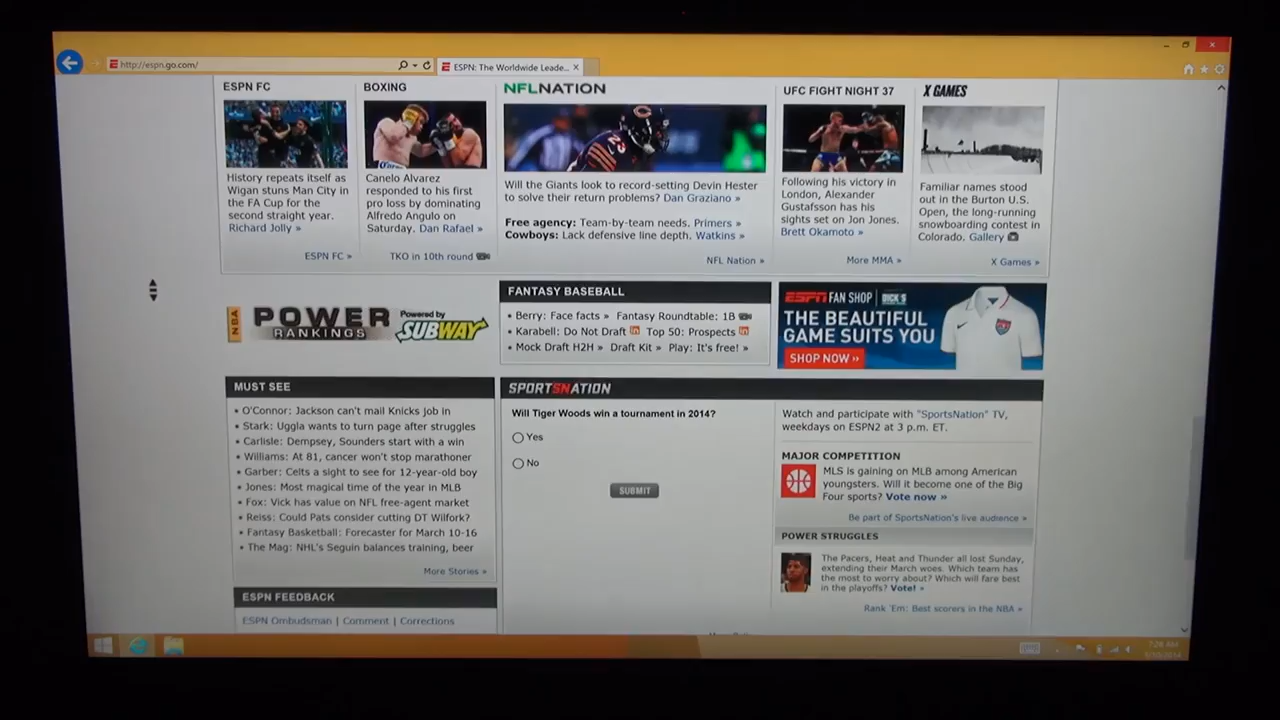 http://espn.go.com/
ESPN: The Worldwide Leade...
ESPN FC
History repeats itself as
Wigan stuns Man City in
the FA Cup for the
second straight year.
Richard Jolly »
ESPN FC »
BOXING
Canelo Alvarez
responded to his first
pro loss by dominating
Alfredo Angulo on
Saturday. Dan Rafael »
TKO in 10th round
NFLNATION
Will the Giants look to record-setting Devin Hester
to solve their return problems? Dan Graziano »
Free agency: Team-by-team needs. Primers »
Cowboys: Lack defensive line depth. Watkins »
NFL Nation »
UFC FIGHT NIGHT 37
Following his victory in
London, Alexander
Gustafsson has his
sights set on Jon Jones.
Brett Okamoto »
More MMA »
X GAMES
Familiar names stood
out in the Burton U.S.
Open, the long-running
snowboarding contest in
Colorado. Gallery
X Games »
NBA
POWER
RANKINGS
Powered by
SUBWAY
FANTASY BASEBALL
• Berry: Face facts » Fantasy Roundtable: 1B
• Karabell: Do Not Draft in Top 50: Prospects in
• Mock Draft H2H » Draft Kit » Play: It's free! »
ESPN FAN SHOP | DICK'S
THE BEAUTIFUL
GAME SUITS YOU
SHOP NOW ››
MUST SEE
• O'Connor: Jackson can't mail Knicks job in
• Stark: Uggla wants to turn page after struggles
• Carlisle: Dempsey, Sounders start with a win
• Williams: At 81, cancer won't stop marathoner
• Garber: Celts a sight to see for 12-year-old boy
• Jones: Most magical time of the year in MLB
• Fox: Vick has value on NFL free-agent market
• Reiss: Could Pats consider cutting DT Wilfork?
• Fantasy Basketball: Forecaster for March 10-16
• The Mag: NHL's Seguin balances training, beer
More Stories »
ESPN FEEDBACK
ESPN Ombudsman | Comment | Corrections
SPORTSNATION
Will Tiger Woods win a tournament in 2014?
Yes
No
SUBMIT
Watch and participate with "SportsNation" TV,
weekdays on ESPN2 at 3 p.m. ET.
MAJOR COMPETITION
MLS is gaining on MLB among American
youngsters. Will it become one of the Big
Four sports? Vote now »
Be part of SportsNation's live audience »
POWER STRUGGLES
The Pacers, Heat and Thunder all lost Sunday,
extending their March woes. Which team has
the most to worry about? Which will fare best
in the playoffs? Vote! »
Rank 'Em: Best scorers in the NBA »